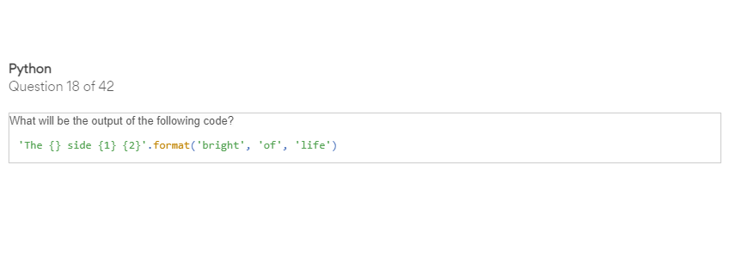 Python
Question 18 of 42
What will be the output of the following code?
'The {} side {1} {2}'.format('bright', 'of', 'life')